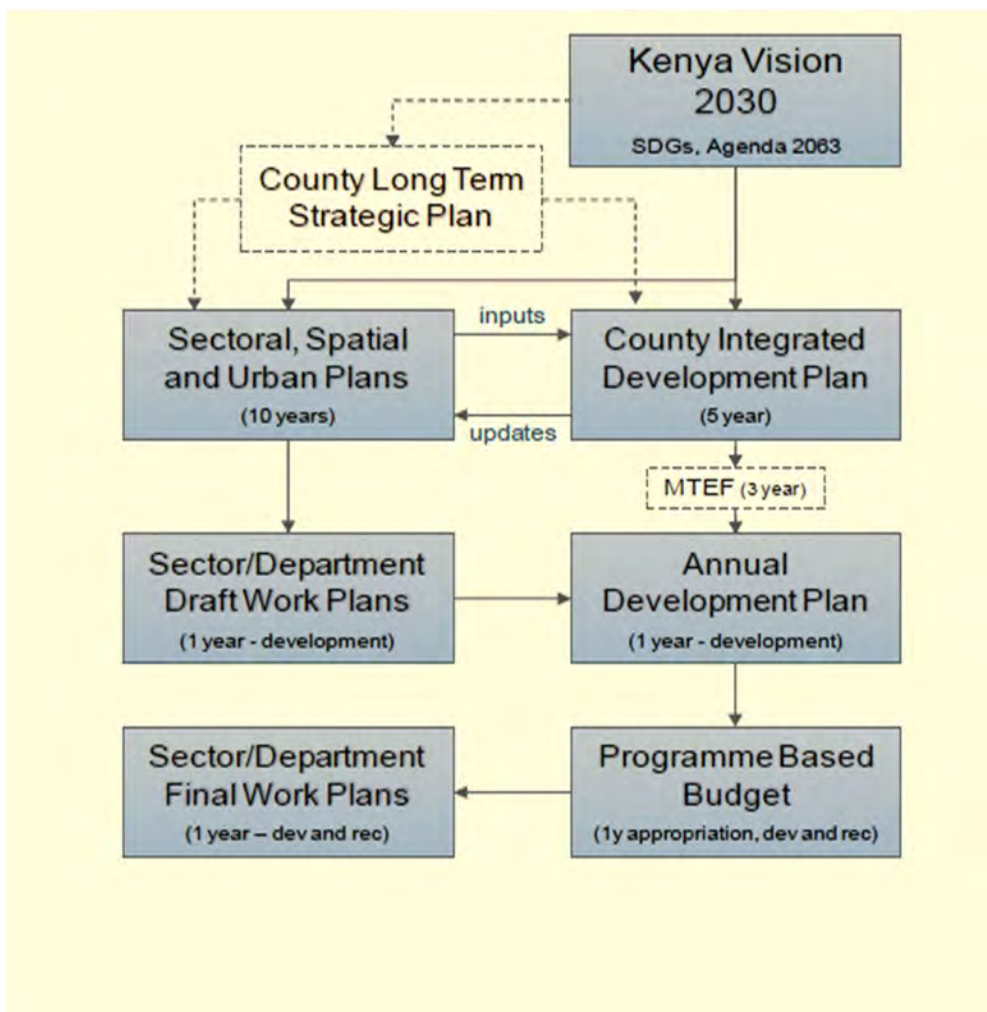 Kenya Vision
2030
SDGs, Agenda 2063
County Long Term
Strategic Plan
Sectoral, Spatial
and Urban Plans
(10 years)
inputs
updates
County Integrated
Development Plan
(5 year)
MTEF (3 year)
Sector/Department
Draft Work Plans
(1 year - development)
Annual
Development Plan
(1 year - development)
Sector/Department
Final Work Plans
(1 year – dev and rec)
Programme Based
Budget
(1y appropriation, dev and rec)